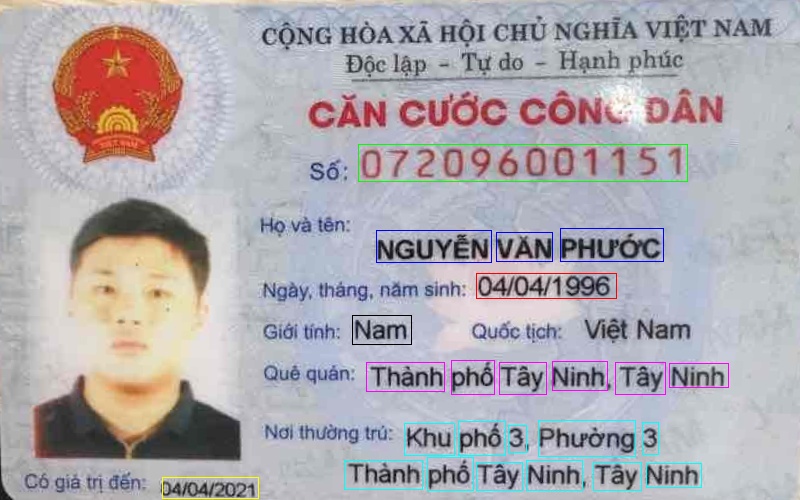 CỘNG HÒA XÃ HỘI CHỦ NGHĨA VIỆT NAM
Độc lập - Tự do - Hạnh phúc
CĂN CƯỚC CÔNG DÂN
VIỆT NAM
Số: 072096001151
Họ và tên:
NGUYỄN VĂN PHƯỚC
Ngày, tháng, năm sinh: 04/04/1996
Giới tính: Nam Quốc tịch: Việt Nam
Quê quán: Thành phố Tây Ninh, Tây Ninh
Nơi thường trú: Khu phố 3, Phường 3
Thành phố Tây Ninh, Tây Ninh
Có giá trị đến: 04/04/2021